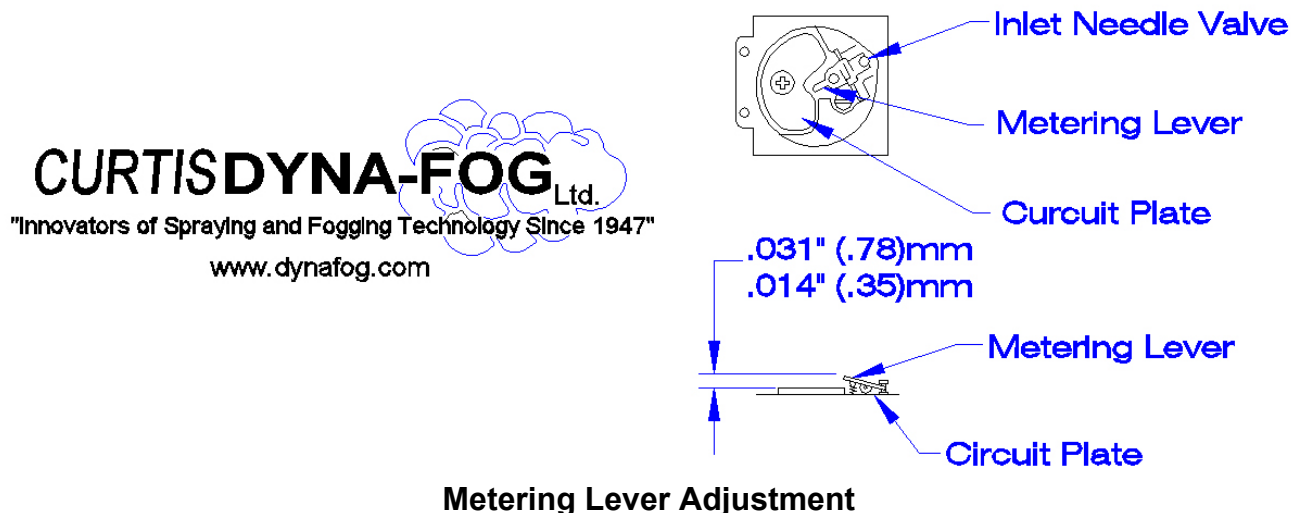 Inlet Needle Valve
Metering Lever
Curcuit Plate
CURTIS DYNA-FOG Ltd.
"Innovators of Spraying and Fogging Technology Since 1947"
www.dynafog.com
.031" (.78)mm
.014" (.35)mm
Metering Lever
Circuit Plate
Metering Lever Adjustment